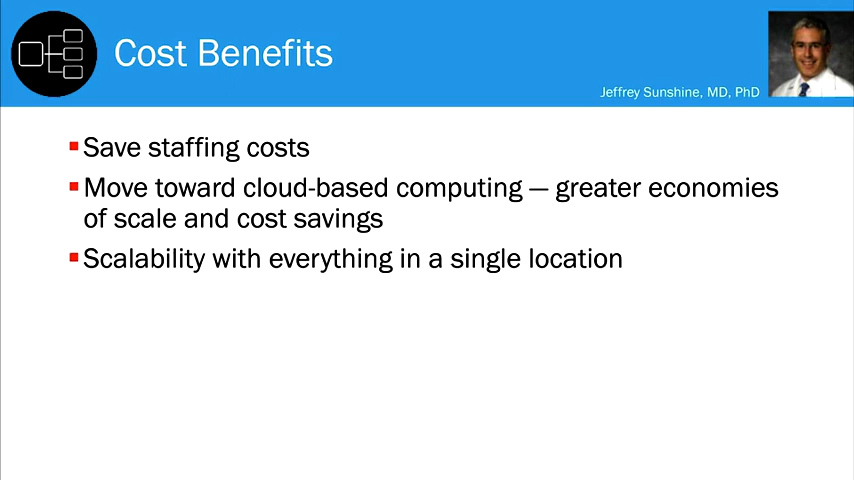 Cost Benefits
Jeffrey Sunshine, MD, PhD
Save staffing costs
Move toward cloud-based computing — greater economies
of scale and cost savings
Scalability with everything in a single location